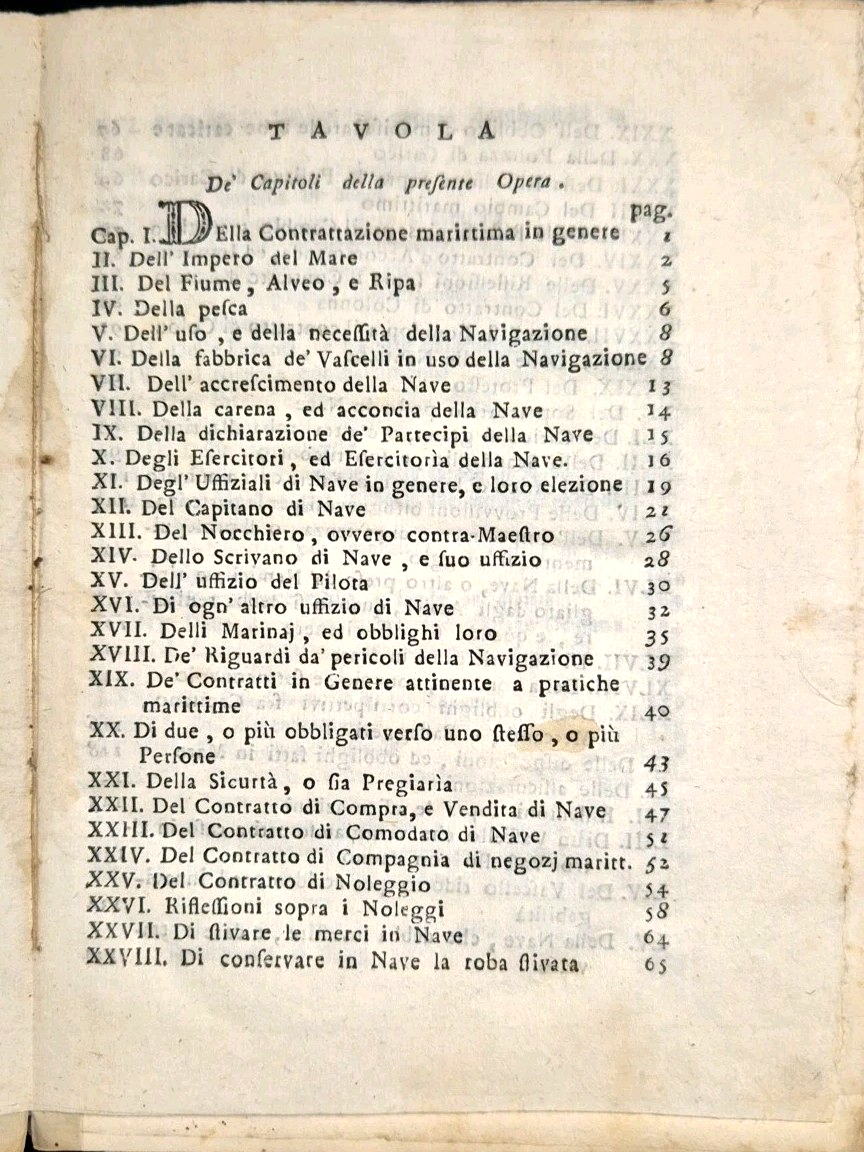 TAVOLA
De' Capitoli della preſente Opera.
pag.
Cap. I. DElla Contrattazione marittima in genere 1
II. Dell' Impero del Mare 2
III. Del Fiume, Alveo, e Ripa 5
IV. Della peſca 6
V. Dell' uſo, e della neceſſità della Navigazione 8
VI. Della fabbrica de' Vaſcelli in uso della Navigazione 8
VII. Dell' accreſcimento della Nave 13
VIII. Della carena, ed acconcia della Nave 14
IX. Della dichiarazione de' Partecipi della Nave 15
X. Degli Eſercitori, ed Eſercitorìa della Nave. 16
XI. Degl' Uffiziali di Nave in genere, e loro elezione 19
XII. Del Capitano di Nave 21
XIII. Del Nocchiero, ovvero contra-Maeſtro 26
XIV. Dello Scrivano di Nave, e ſuo uffizio 28
XV. Dell' uffizio del Pilota 30
XVI. Di ogn' altro uffizio di Nave 32
XVII. Delli Marinaj, ed obblighi loro 35
XVIII. De' Riguardi da' pericoli della Navigazione 39
XIX. De' Contratti in Genere attinente a pratiche
marittime 40
XX. Di due, o più obbligati verſo uno ſteſſo, o più
Perſone 43
XXI. Della Sicurtà, o ſia Pregiarìa 45
XXII. Del Contratto di Compra, e Vendita di Nave 47
XXIII. Del Contratto di Comodato di Nave 51
XXIV. Del Contratto di Compagnia di negozj maritt. 52
XXV. Del Contratto di Noleggio 54
XXVI. Rifleſſioni sopra i Noleggi 58
XXVII. Di ſtivare le merci in Nave 64
XXVIII. Di conſervare in Nave la roba ſtivata 65